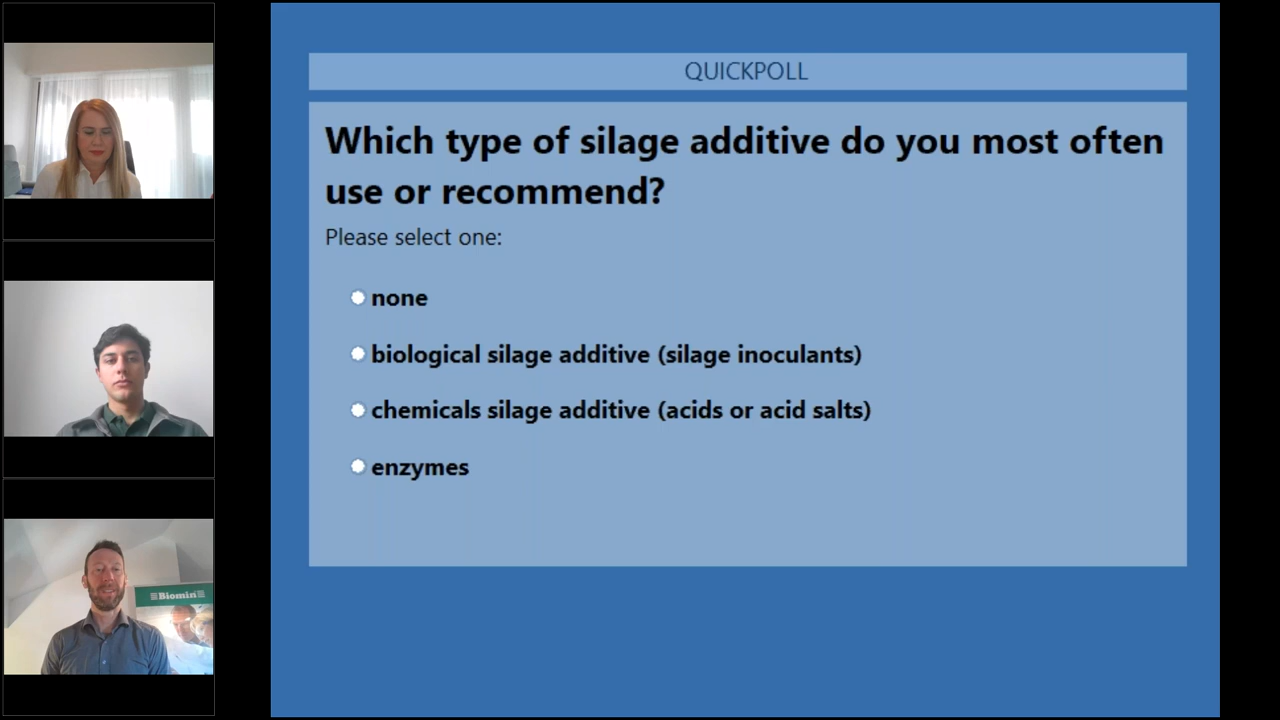 QUICKPOLL
Which type of silage additive do you most often
use or recommend?
Please select one:
none
biological silage additive (silage inoculants)
chemicals silage additive (acids or acid salts)
enzymes
Biomin